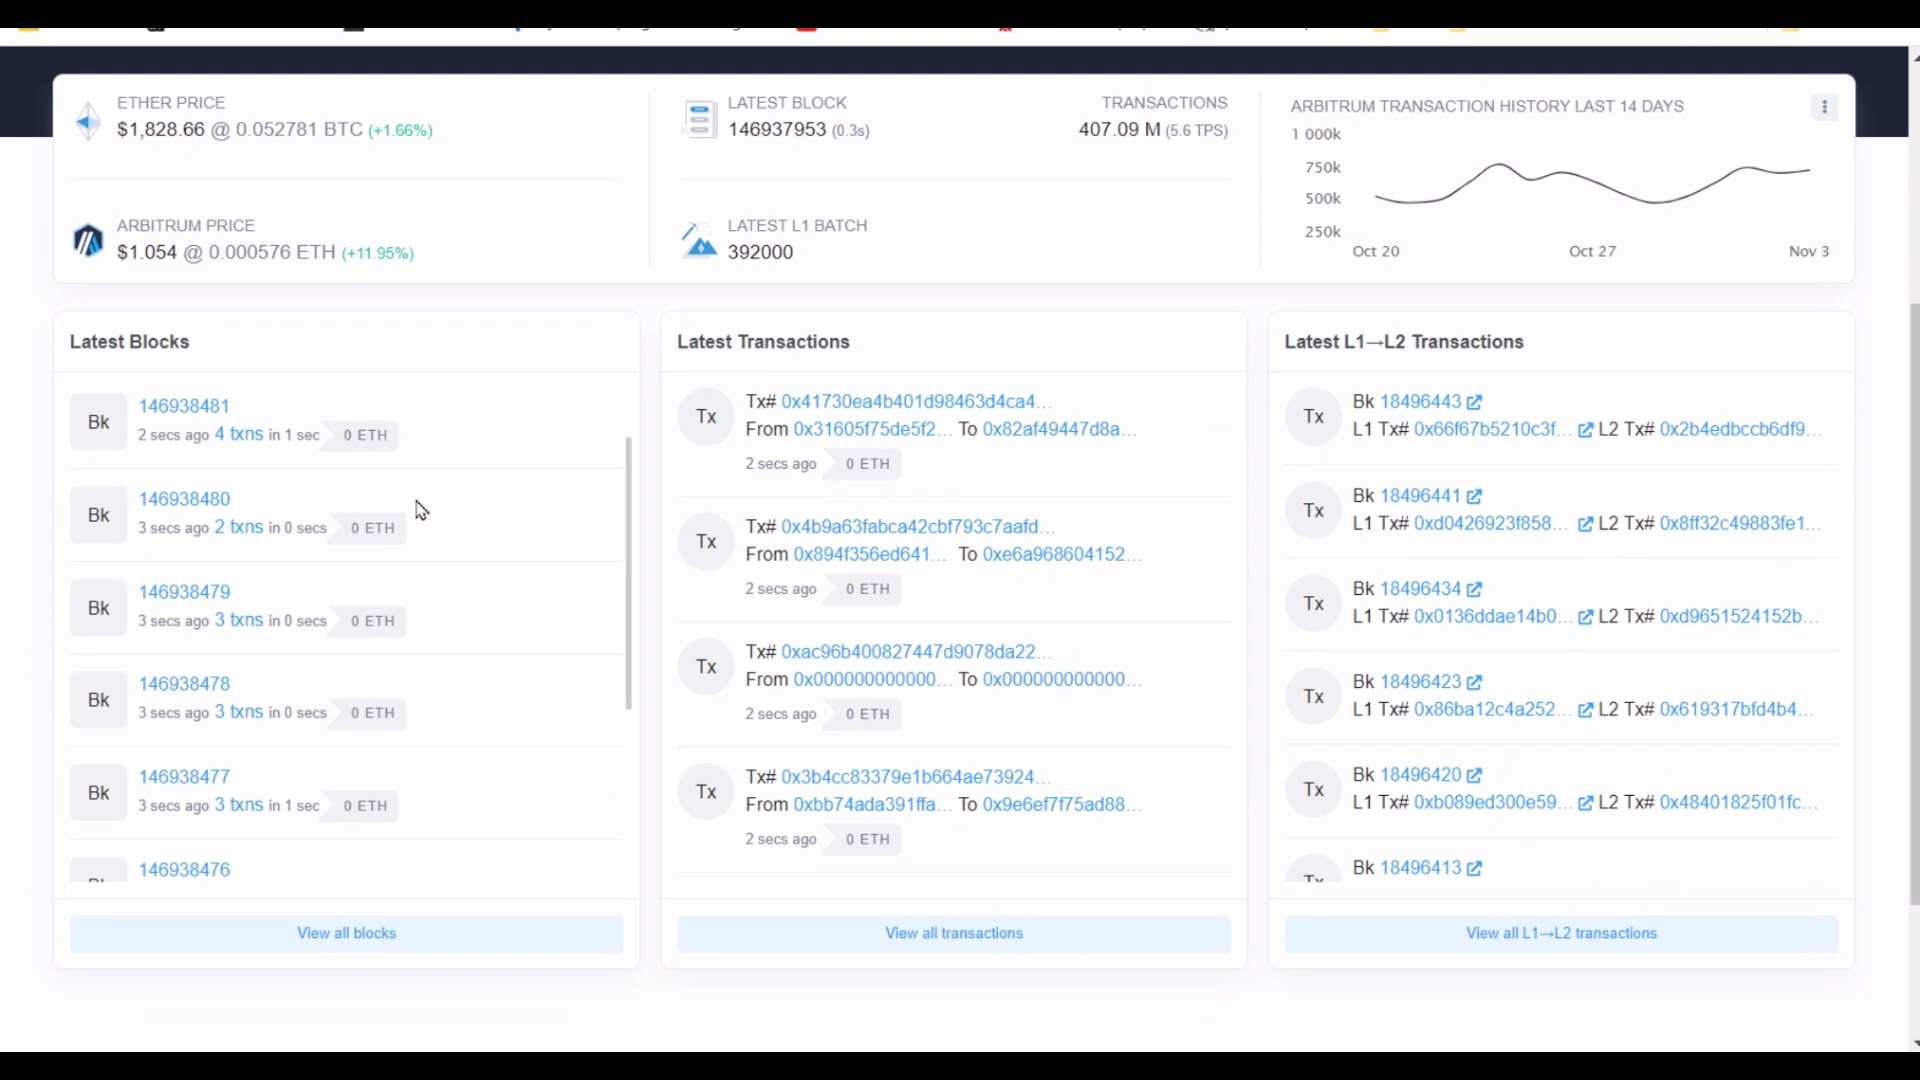 ETHER PRICE
$1,828.66 @ 0.052781 BTC (+1.66%)
ARBITRUM PRICE
$1.054 @ 0.000576 ETH (+11.95%)
LATEST BLOCK
146937953 (0.3s)
TRANSACTIONS
407.09 M (5.6 TPS)
LATEST L1 BATCH
392000
ARBITRUM TRANSACTION HISTORY LAST 14 DAYS
1 000k
750k
500k
250k
Oct 20 Oct 27 Nov 3
Latest Blocks
Bk 146938481
2 secs ago 4 txns in 1 sec 0 ETH
Bk 146938480
3 secs ago 2 txns in 0 secs 0 ETH
Bk 146938479
3 secs ago 3 txns in 0 secs 0 ETH
Bk 146938478
3 secs ago 3 txns in 0 secs 0 ETH
Bk 146938477
3 secs ago 3 txns in 1 sec 0 ETH
146938476
View all blocks
Latest Transactions
Tx Tx# 0x41730ea4b401d98463d4ca4...
From 0x31605f75de5f2... To 0x82af49447d8a...
2 secs ago 0 ETH
Tx Tx# 0x4b9a63fabca42cbf793c7aafd...
From 0x894f356ed641... To 0xe6a968604152...
2 secs ago 0 ETH
Tx Tx# 0xac96b400827447d9078da22...
From 0x000000000000... To 0x000000000000...
2 secs ago 0 ETH
Tx Tx# 0x3b4cc83379e1b664ae73924...
From 0xbb74ada391ffa... To 0x9e6ef7f75ad88...
2 secs ago 0 ETH
View all transactions
Latest L1→L2 Transactions
Tx Bk 18496443
L1 Tx# 0x66f67b5210c3f... L2 Tx# 0x2b4edbccb6df9...
Tx Bk 18496441
L1 Tx# 0xd0426923f858... L2 Tx# 0x8ff32c49883fe1...
Tx Bk 18496434
L1 Tx# 0x0136ddae14b0... L2 Tx# 0xd9651524152b...
Tx Bk 18496423
L1 Tx# 0x86ba12c4a252... L2 Tx# 0x619317bfd4b4...
Tx Bk 18496420
L1 Tx# 0xb089ed300e59... L2 Tx# 0x48401825f01fc...
Bk 18496413
View all L1→L2 transactions